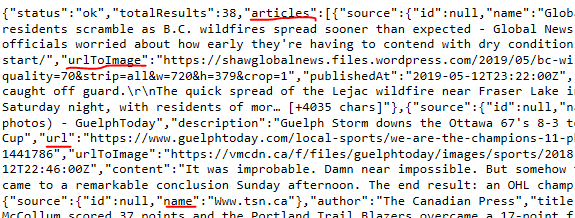 {"status":"ok","totalResults":38,"articles":[{"source":{"id":null,"name":"Glob
residents scramble as B.C. wildfires spread sooner than expected - Global News
officials worried about how early they're having to contend with dry condition
start/","urlToImage":"https://shawglobalnews.files.wordpress.com/2019/05/bc-wi
quality=70&strip=all&w=720&h=379&crop=1","publishedAt":"2019-05-12T23:22:00Z",
caught off guard.\r\nThe quick spread of the Lejac wildfire near Fraser Lake i
Saturday night, with residents of mor… [+4035 chars]"},{"source":{"id":null,"n
photos) - GuelphToday","description":"Guelph Storm downs the Ottawa 67's 8-3 t
Cup","url":"https://www.guelphtoday.com/local-sports/we-are-the-champions-11-p
1441786","urlToImage":"https://vmcdn.ca/f/files/guelphtoday/images/sports/2018
12T22:46:00Z","content":"It was improbable. Damn near impossible. But somehow
came to a remarkable conclusion Sunday afternoon. The end result: an OHL champ
{"source":{"id":null,"name":"Www.tsn.ca"},"author":"The Canadian Press","title
McCollum scored 37 points and the Portland Trail Blazers overcame a 17-point f